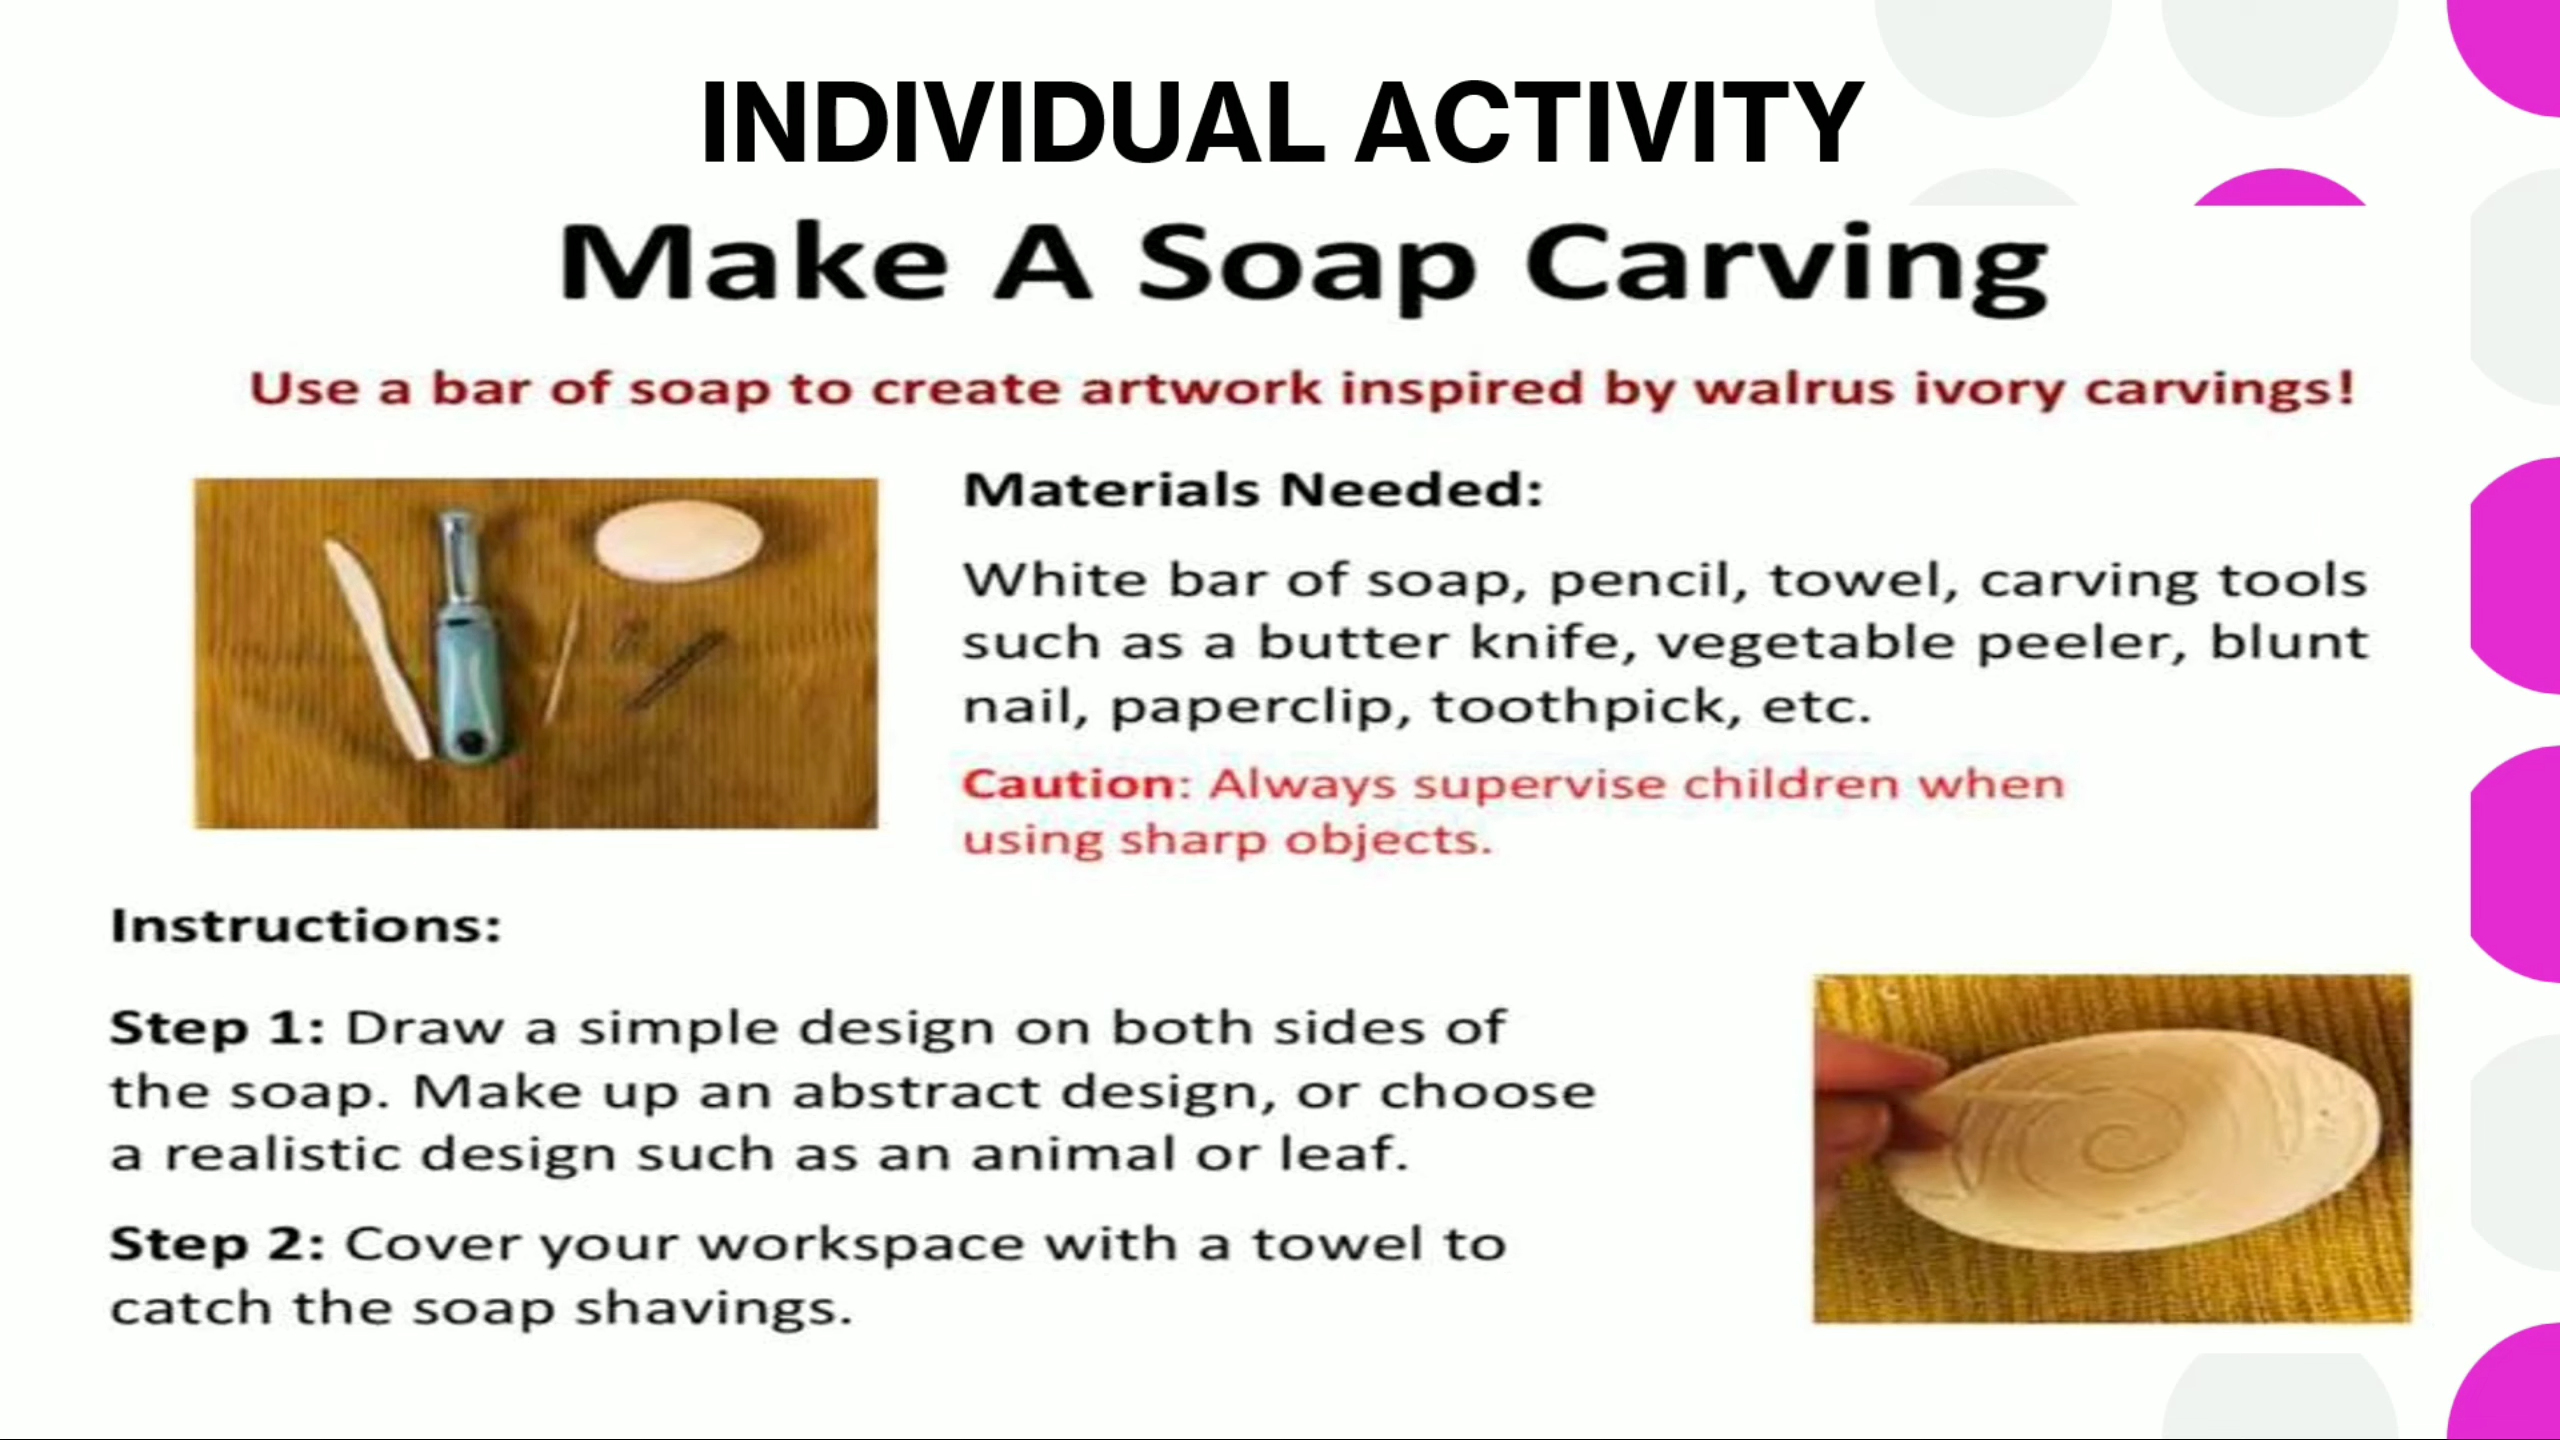 INDIVIDUAL ACTIVITY
Make A Soap Carving
Use a bar of soap to create artwork inspired by walrus ivory carvings!
Materials Needed:
White bar of soap, pencil, towel, carving tools
such as a butter knife, vegetable peeler, blunt
nail, paperclip, toothpick, etc.
Caution: Always supervise children when
using sharp objects.
Instructions:
Step 1: Draw a simple design on both sides of
the soap. Make up an abstract design, or choose
a realistic design such as an animal or leaf.
Step 2: Cover your workspace with a towel to
catch the soap shavings.